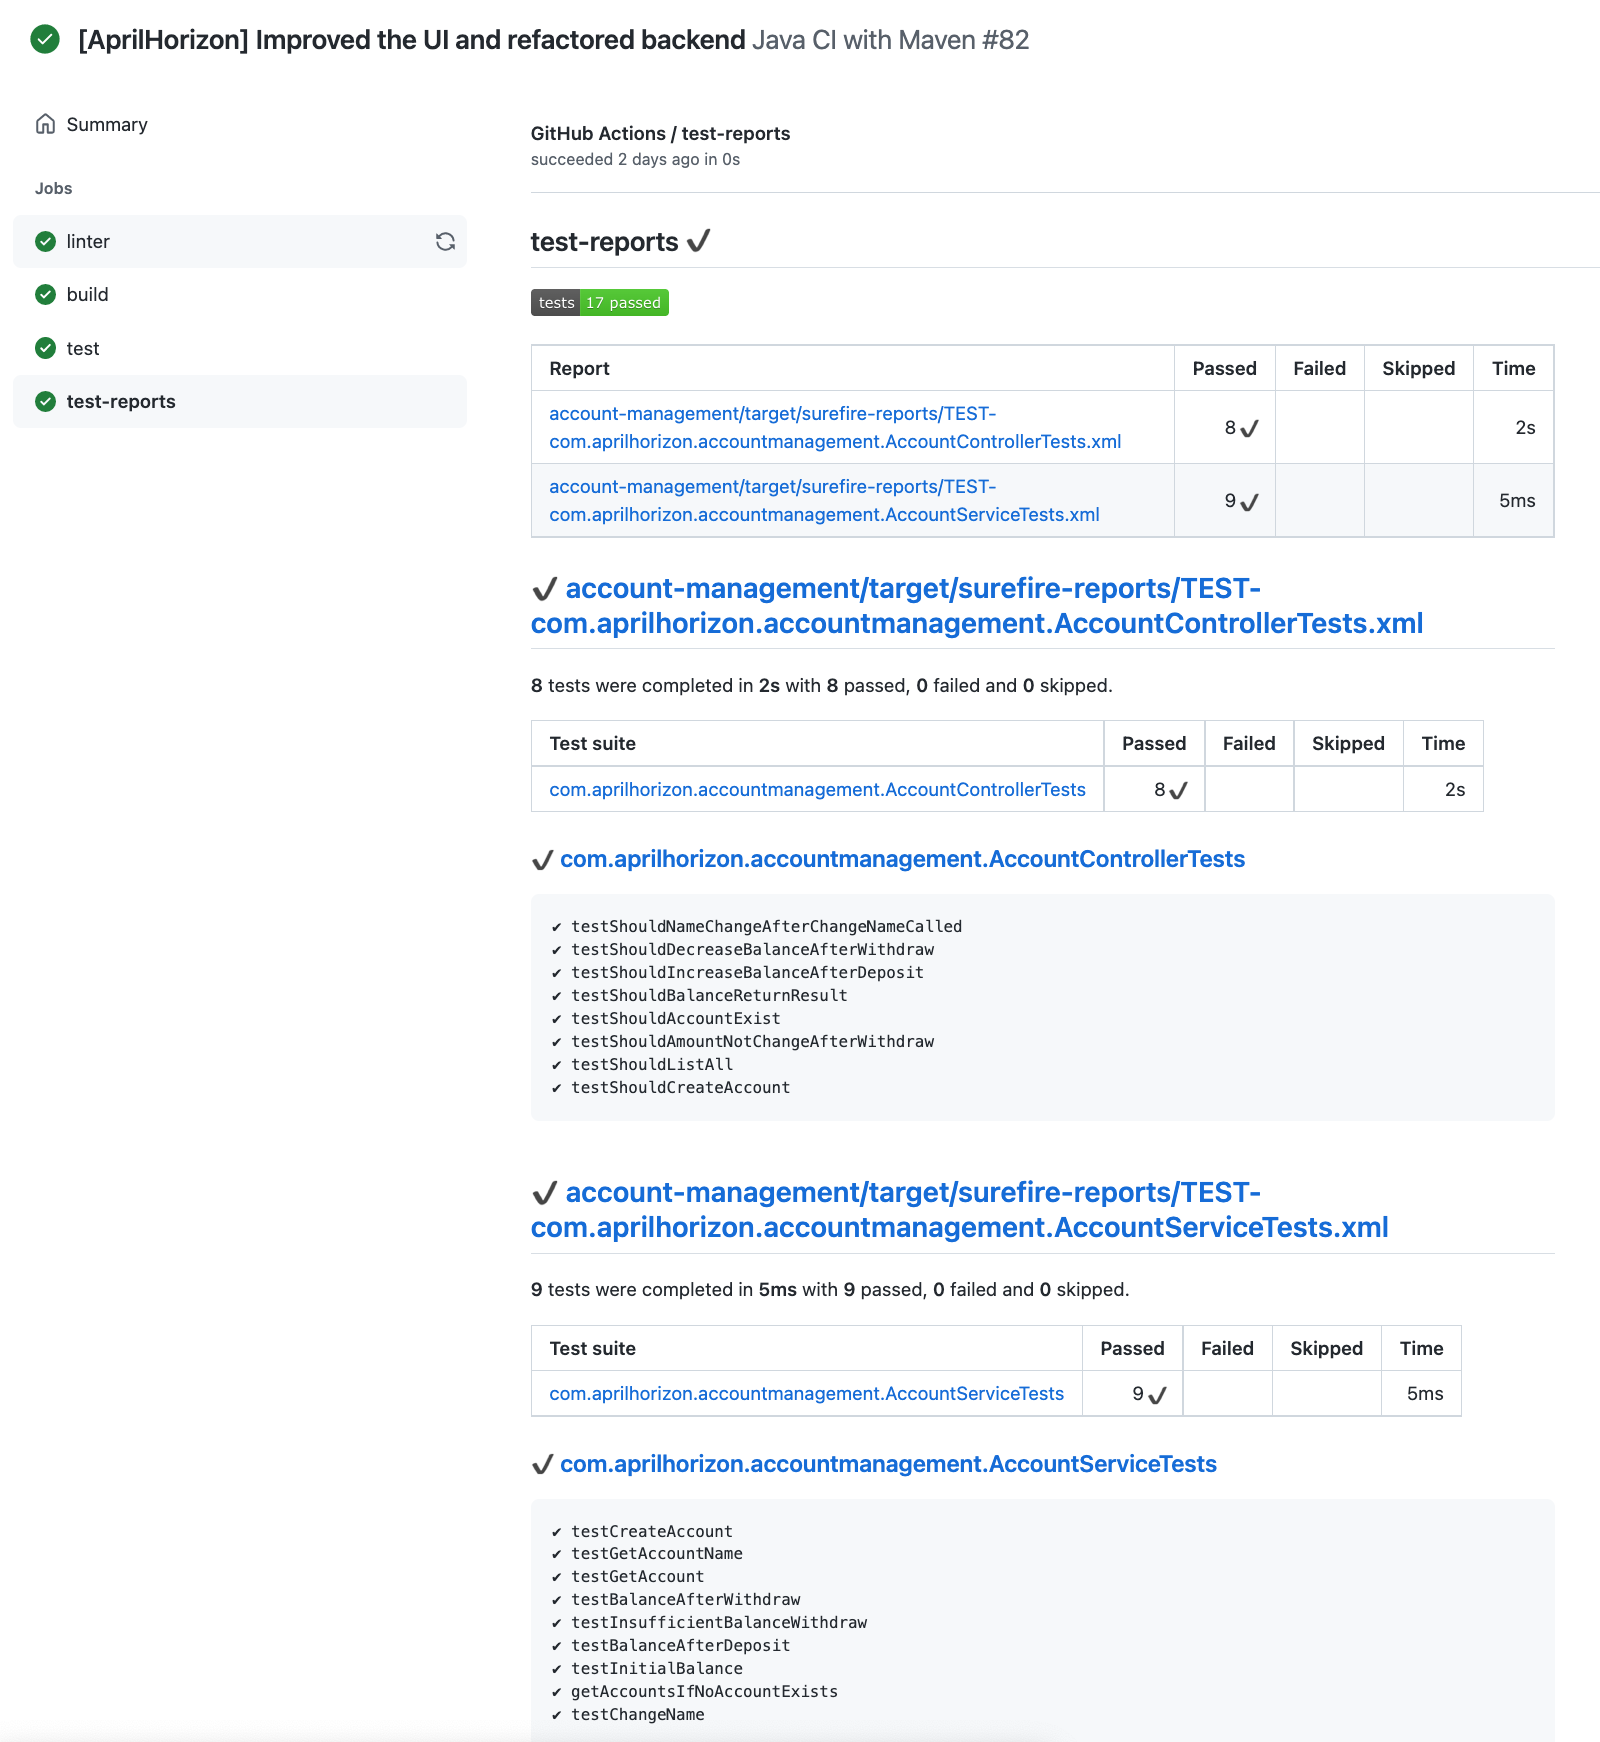 [AprilHorizon] Improved the UI and refactored backend Java CI with Maven #82
Summary
Jobs
linter
build
test
test-reports
GitHub Actions / test-reports
succeeded 2 days ago in 0s
test-reports ✔
tests 17 passed
Report Passed Failed Skipped Time
account-management/target/surefire-reports/TEST-
com.aprilhorizon.accountmanagement.AccountControllerTests.xml 8✔ 2s
account-management/target/surefire-reports/TEST-
com.aprilhorizon.accountmanagement.AccountServiceTests.xml 9✔ 5ms
✔ account-management/target/surefire-reports/TEST-
com.aprilhorizon.accountmanagement.AccountControllerTests.xml
8 tests were completed in 2s with 8 passed, 0 failed and 0 skipped.
Test suite Passed Failed Skipped Time
com.aprilhorizon.accountmanagement.AccountControllerTests 8✔ 2s
✔ com.aprilhorizon.accountmanagement.AccountControllerTests
✔ testShouldNameChangeAfterChangeNameCalled
✔ testShouldDecreaseBalanceAfterWithdraw
✔ testShouldIncreaseBalanceAfterDeposit
✔ testShouldBalanceReturnResult
✔ testShouldAccountExist
✔ testShouldAmountNotChangeAfterWithdraw
✔ testShouldListAll
✔ testShouldCreateAccount
✔ account-management/target/surefire-reports/TEST-
com.aprilhorizon.accountmanagement.AccountServiceTests.xml
9 tests were completed in 5ms with 9 passed, 0 failed and 0 skipped.
Test suite Passed Failed Skipped Time
com.aprilhorizon.accountmanagement.AccountServiceTests 9✔ 5ms
✔ com.aprilhorizon.accountmanagement.AccountServiceTests
✔ testCreateAccount
✔ testGetAccountName
✔ testGetAccount
✔ testBalanceAfterWithdraw
✔ testInsufficientBalanceWithdraw
✔ testBalanceAfterDeposit
✔ testInitialBalance
✔ getAccountsIfNoAccountExists
✔ testChangeName